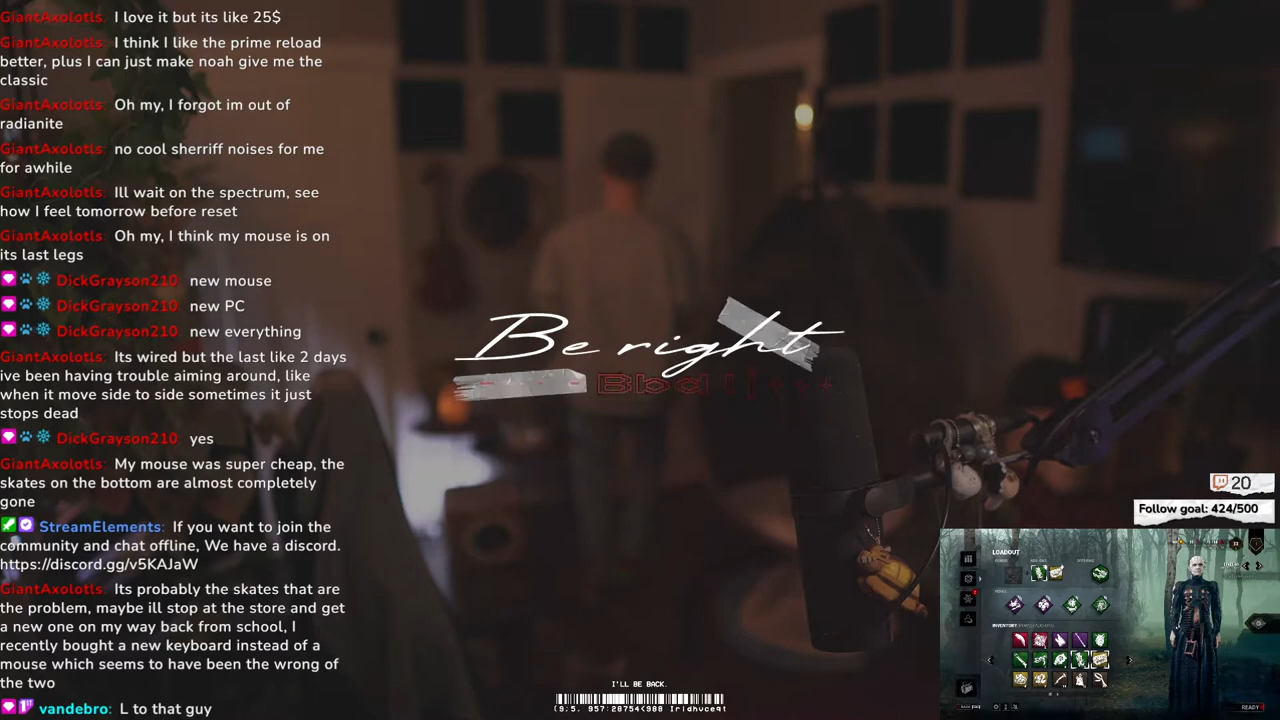 GiantAxolotls: I love it but its like 25$
GiantAxolotls: I think I like the prime reload
better, plus I can just make noah give me the
classic
GiantAxolotls: Oh my, I forgot im out of
radianite
GiantAxolotls: no cool sherriff noises for me
for awhile
GiantAxolotls: Ill wait on the spectrum, see
how I feel tomorrow before reset
GiantAxolotls: Oh my, I think my mouse is on
its last legs
DickGrayson210: new mouse
DickGrayson210: new PC
DickGrayson210: new everything
GiantAxolotls: Its wired but the last like 2 days
ive been having trouble aiming around, like
when it move side to side sometimes it just
stops dead
DickGrayson210: yes
GiantAxolotls: My mouse was super cheap, the
skates on the bottom are almost completely
gone
StreamElements: If you want to join the
community and chat offline, We have a discord.
https://discord.gg/v5KAJaW
GiantAxolotls: Its probably the skates that are
the problem, maybe ill stop at the store and get
a new one on my way back from school, I
recently bought a new keyboard instead of a
mouse which seems to have been the wrong of
the two
vandebro: L to that guy
Be right
I'LL BE BACK.
20
Follow goal: 424/500
LOADOUT
INVENTORY
READY